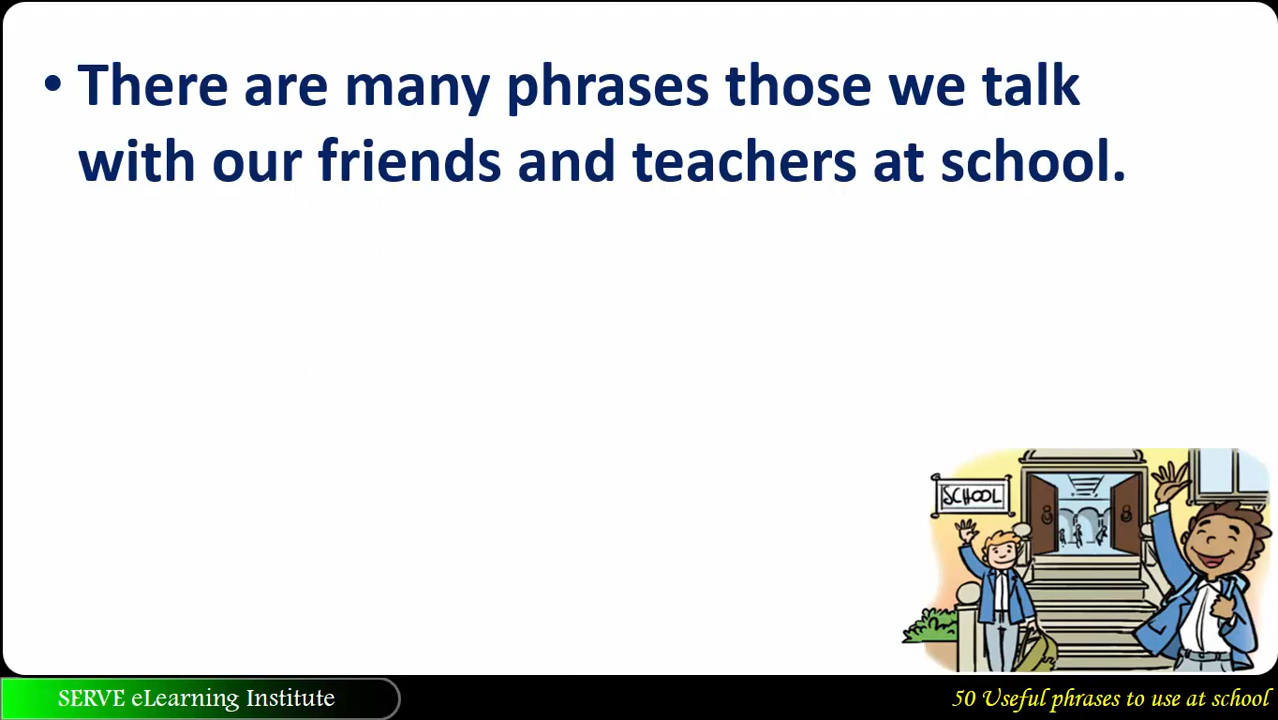 • There are many phrases those we talk
with our friends and teachers at school.
SCHOOL
SERVE eLearning Institute
50 Useful phrases to use at school